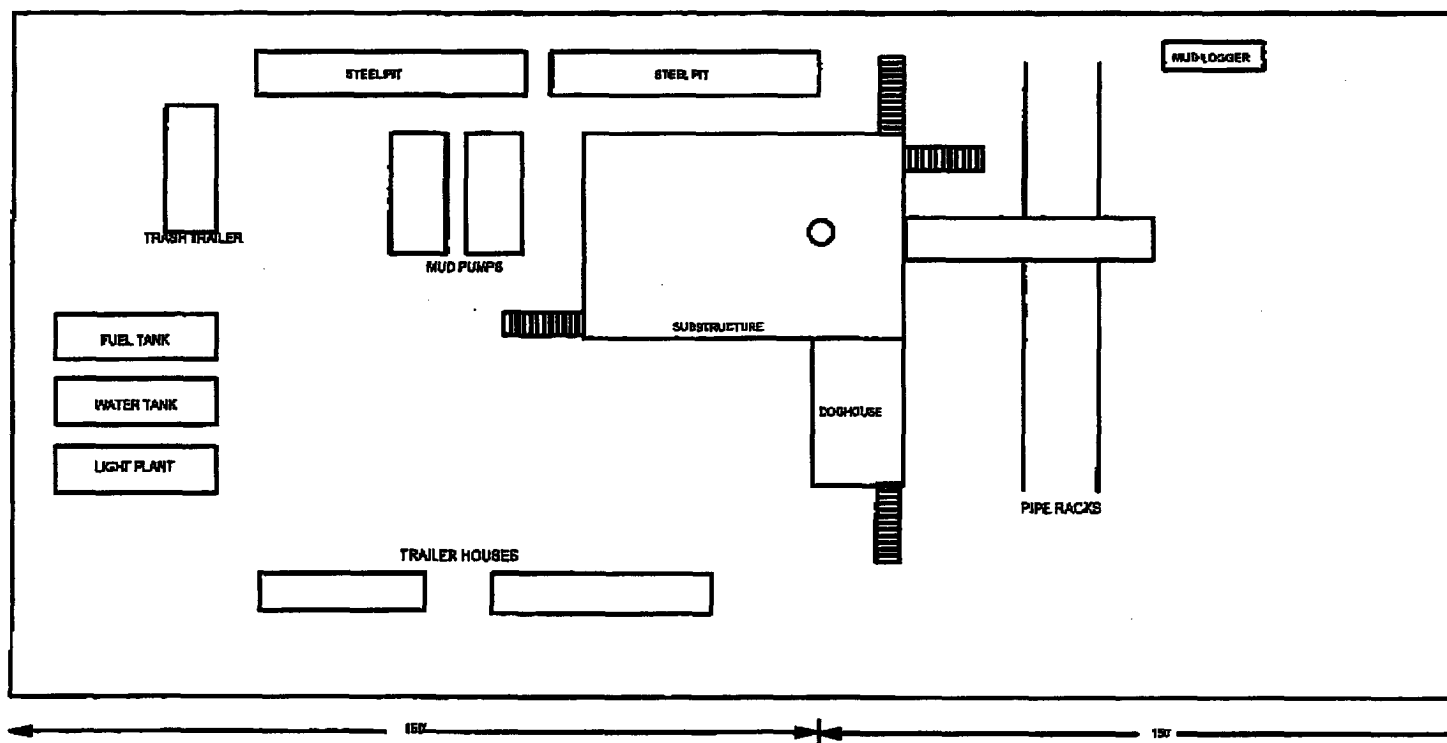 STEEL PIT
STEEL PIT
MUD-LOGGER
TRASH TRAILER
MUD PUMPS
FUEL TANK
SUBSTRUCTURE
WATER TANK
DOGHOUSE
LIGHT PLANT
PIPE RACKS
TRAILER HOUSES
150'